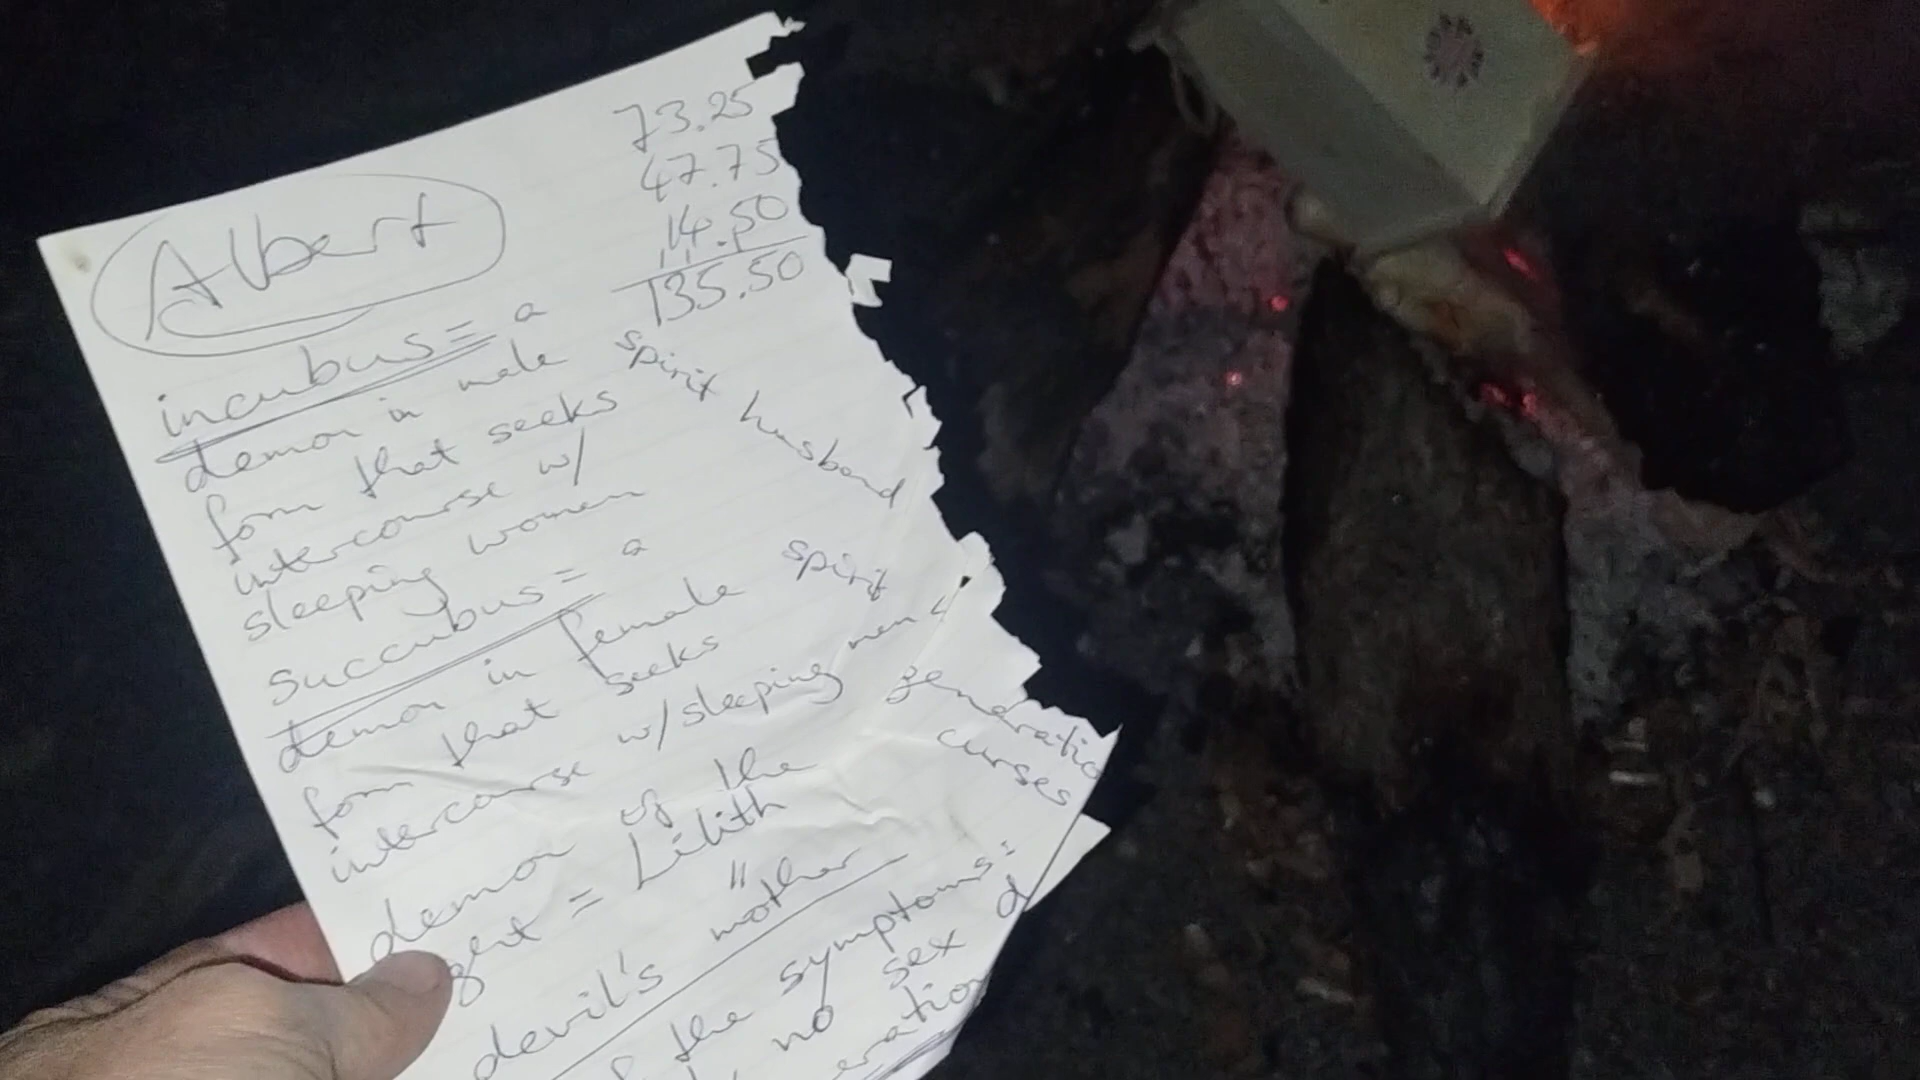 Albert
73.25
47.75
14.50
135.50
incubus = a
demon in male
form that seeks
intercourse w/
sleeping women
spirit husband
succubus = a
demon in female
form that seeks
intercourse w/ sleeping men
spirit
generatio
curses
demon of the
= Lilith
"
devil's mother
the symptoms:
no sex d
eration